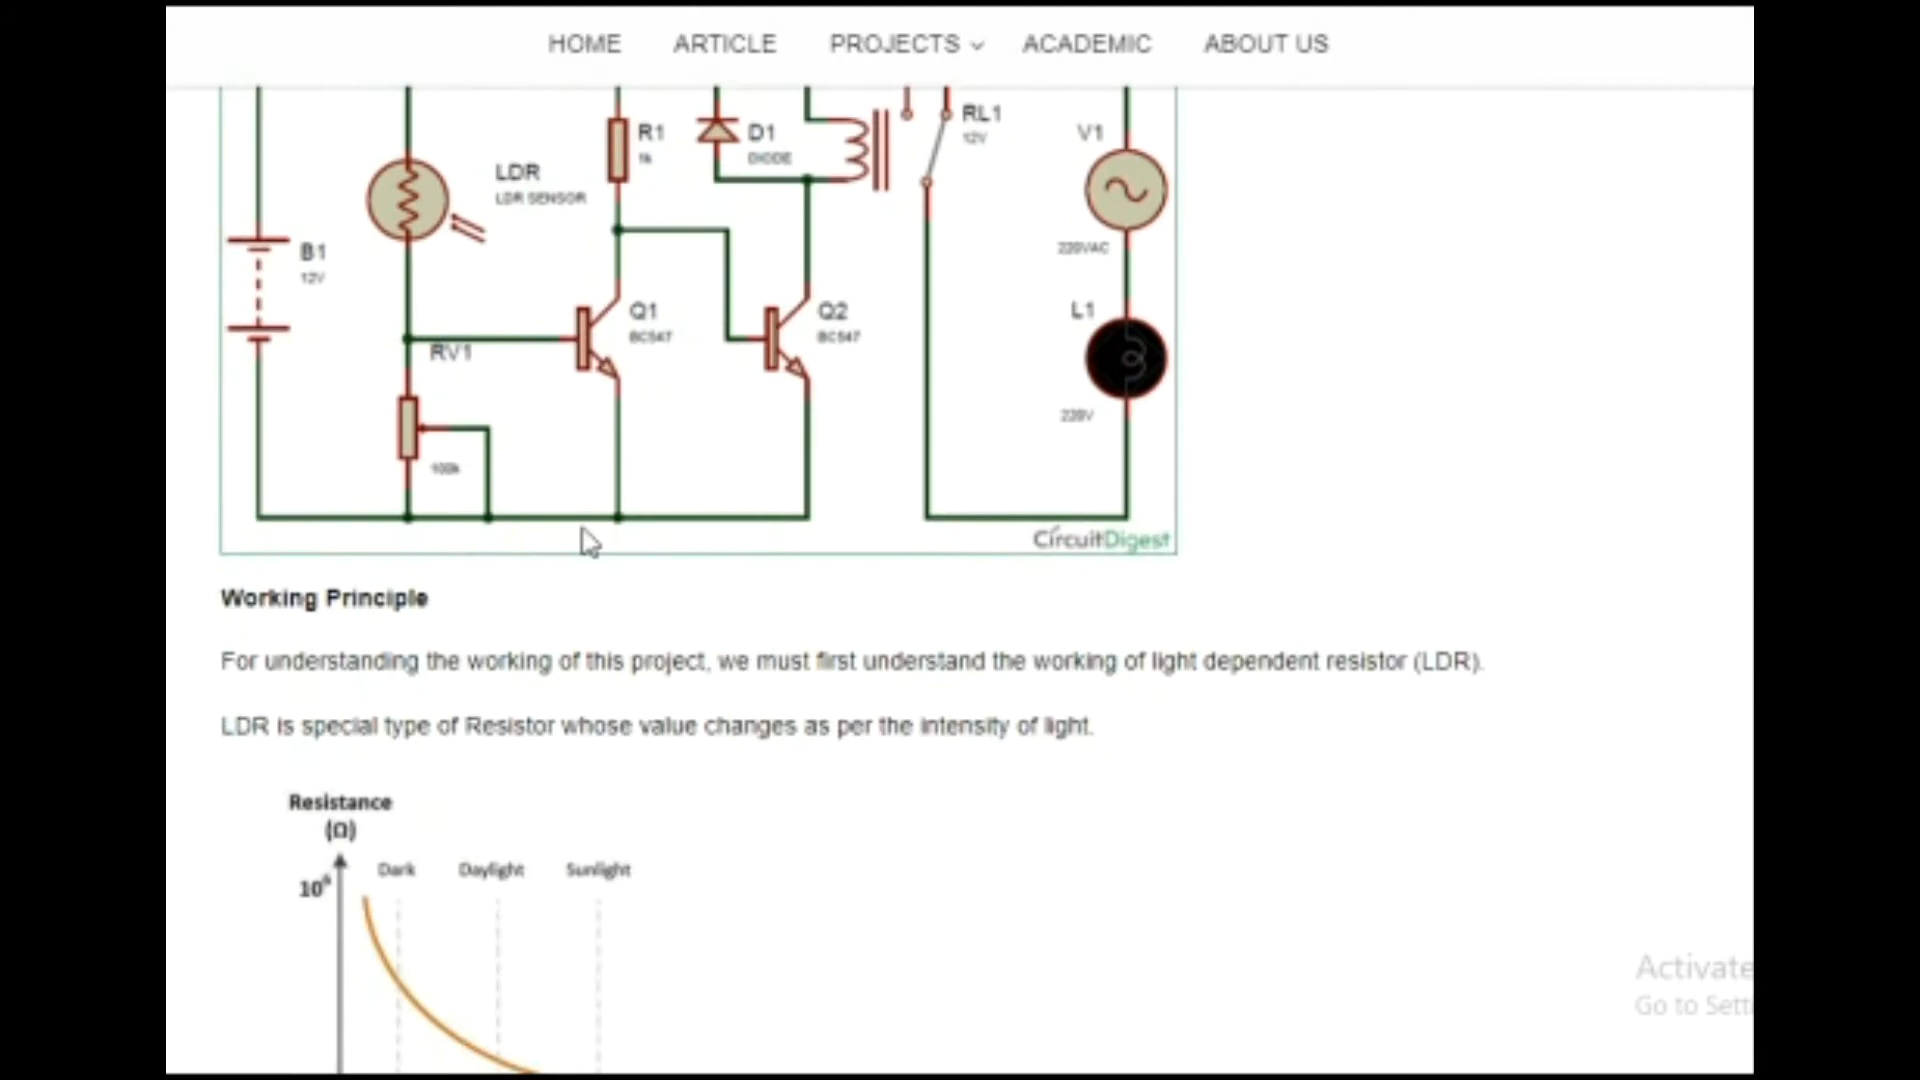 HOME ARTICLE PROJECTS ACADEMIC ABOUT US
RL1
12V
R1
1k
D1
DIODE
V1
LDR
LDR SENSOR
220VAC
B1
12V
Q1
BC547
Q2
BC547
L1
RV1
220V
100k
CircuitDigest
Working Principle
For understanding the working of this project, we must first understand the working of light dependent resistor (LDR).
LDR is special type of Resistor whose value changes as per the intensity of light.
Resistance
(Ω)
Dark Daylight Sunlight
10⁶
Activate
Go to Sett